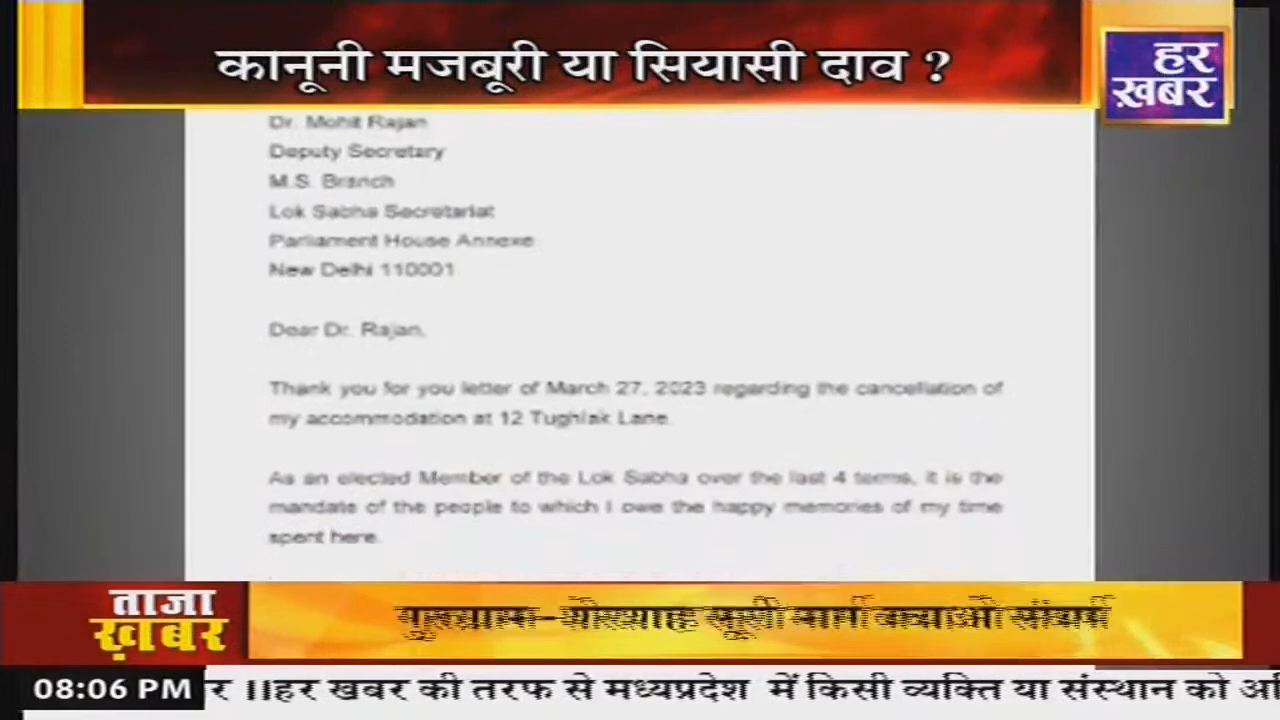 कानूनी मजबूरी या सियासी दाव ?
हर
ख़बर
Dr. Mohit Rajan
Deputy Secretary
M.S. Branch
Lok Sabha Secretariat
Parliament House Annexe
New Delhi 110001
Dear Dr. Rajan,
Thank you for you letter of March 27, 2023 regarding the cancellation of
my accommodation at 12 Tughlak Lane.
As an elected Member of the Lok Sabha over the last 4 terms, it is the
mandate of the people to which I owe the happy memories of my time
spent here.
ताजा
ख़बर
08:06 PM
र ||हर खबर की तरफ से मध्यप्रदेश में किसी व्यक्ति या संस्थान को